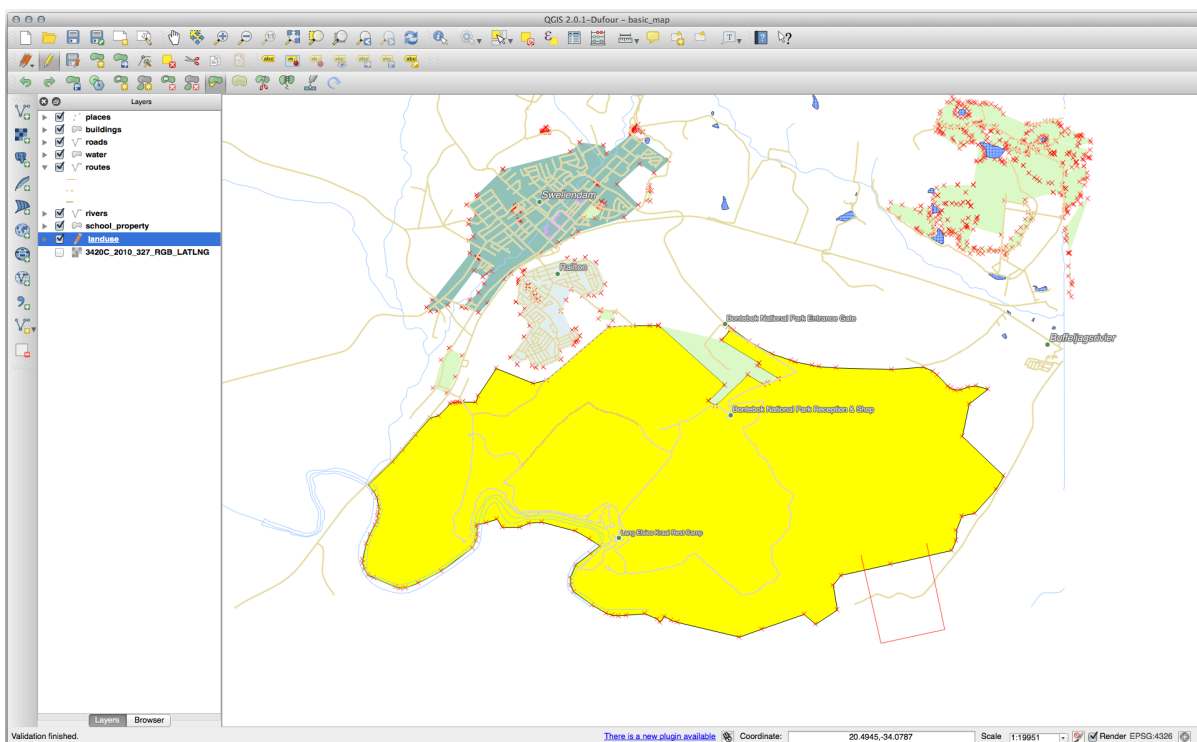 QGIS 2.0.1-Dufour - basic_map
Layers
places
buildings
roads
water
routes
rivers
school_property
landuse
3420C_2010_327_RGB_LATLNG
Swellendam
Railton
Bontebok National Park Entrance Gate
Buffeljagsrivier
Bontebok National Park Reception & Shop
Lang Elsies Kraal Rest Camp
Layers
Browser
Validation finished.
There is a new plugin available
Coordinate:
20.4945,-34.0787
Scale
1:19951
Render
EPSG:4326